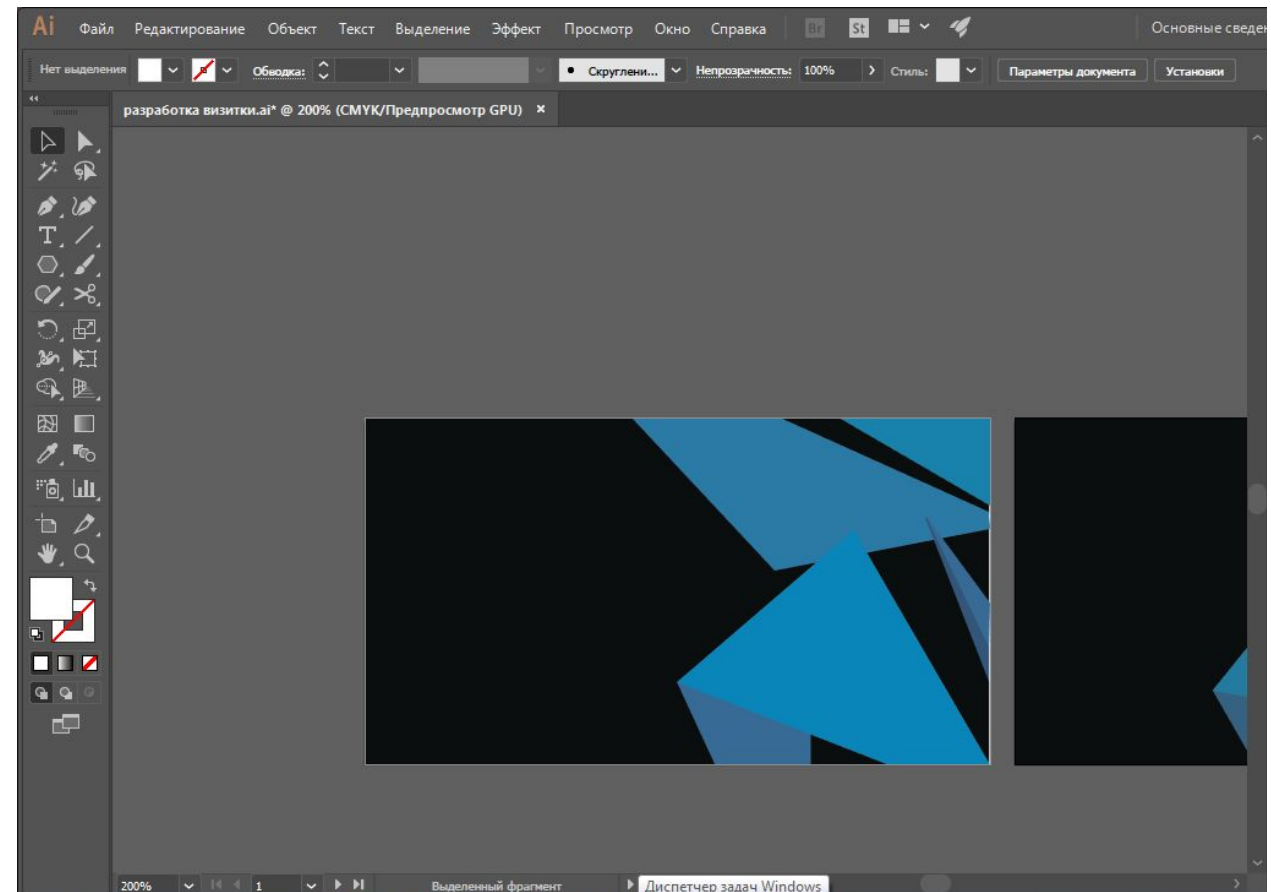 Ai Файл Редактирование Объект Текст Выделение Эффект Просмотр Окно Справка Br St Основные сведен
Нет выделения Обводка: Скруглени... Непрозрачность: 100% Стиль: Параметры документа Установки
разработка визитки.ai* @ 200% (CMYK/Предпросмотр GPU) ×
200% 1 Выделенный фрагмент Диспетчер задач Windows